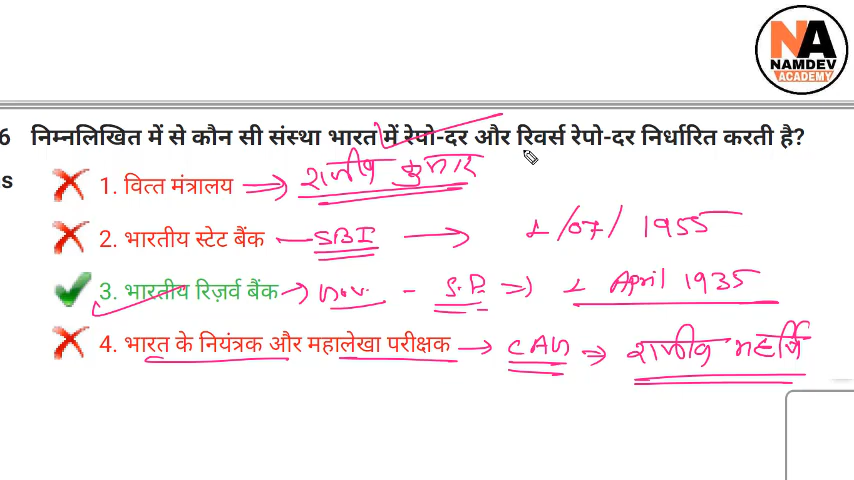 NA
NAMDEV
ACADEMY
6 निम्नलिखित में से कौन सी संस्था भारत में रेपो-दर और रिवर्स रेपो-दर निर्धारित करती है?
s
1. वित्त मंत्रालय ⇒ राजीव कुमार
2. भारतीय स्टेट बैंक — SBI → 1/07/1955
3. भारतीय रिज़र्व बैंक → Gov. - S.D. ⇒ 1 April 1935
4. भारत के नियंत्रक और महालेखा परीक्षक → CAG ⇒ राजीव महर्षि